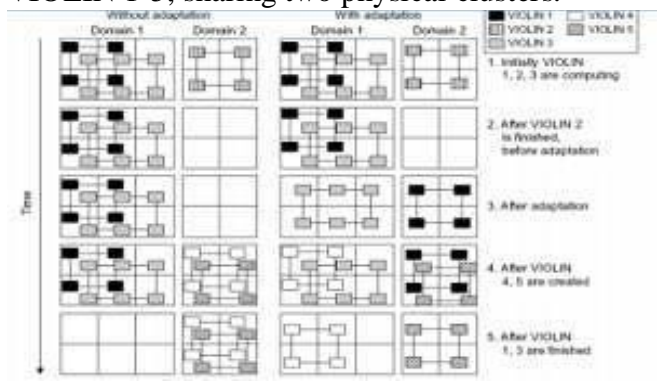 VIOLIN 1-5, sharing two physical clusters.
Without adaptation
With adaptation
Domain 1
Domain 2
Domain 1
Domain 2
VIOLIN 1
VIOLIN 4
VIOLIN 2
VIOLIN 5
VIOLIN 3
1. Initially VIOLIN
1, 2, 3 are computing
2. After VIOLIN 2
is finished,
before adaptation
3. After adaptation
4. After VIOLIN
4, 5 are created
5. After VIOLIN
1, 3 are finished
Time